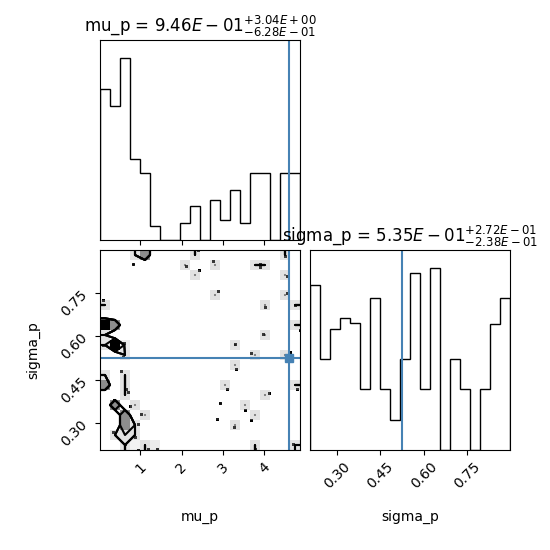 mu_p = 9.46E − 01 +3.04E+00 −6.28E−01
sigma_p = 5.35E − 01 +2.72E−01 −2.38E−01
sigma_p
0.75
0.60
0.45
0.30
1 2 3 4
0.30 0.45 0.60 0.75
mu_p
sigma_p